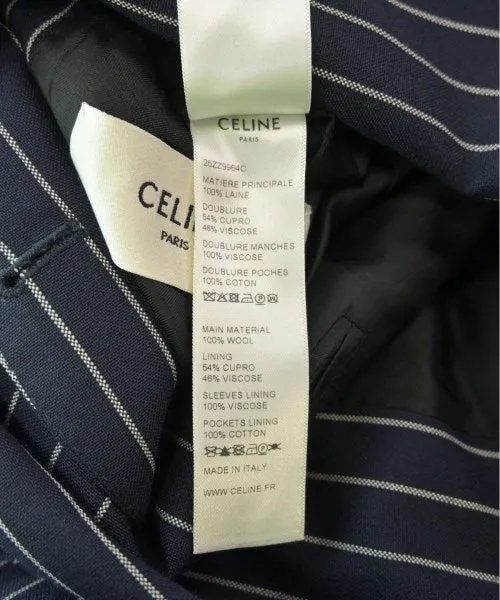 CELINE
PARIS
25ZZ9964C
MATIERE PRINCIPALE
100% LAINE
DOUBLURE
54% CUPRO
46% VISCOSE
DOUBLURE MANCHES
100% VISCOSE
DOUBLURE POCHES
100% COTON
MAIN MATERIAL
100% WOOL
LINING
54% CUPRO
46% VISCOSE
SLEEVES LINING
100% VISCOSE
POCKETS LINING
100% COTTON
MADE IN ITALY
WWW.CELINE.FR
CELI
PARIS